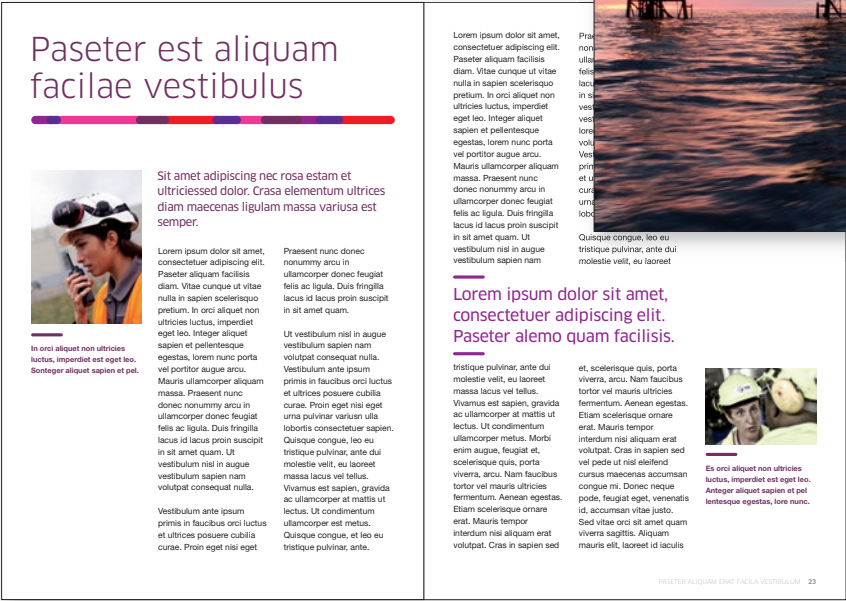 Paseter est aliquam
facilae vestibulus
Sit amet adipiscing nec rosa estam et
ultriciessed dolor. Crasa elementum ultrices
diam maecenas ligulam massa variusa est
semper.
In orci aliquet non ultricies
luctus, imperdiet est eget leo.
Sonteger aliquet sapien et pel.
Lorem ipsum dolor sit amet,
consectetuer adipiscing elit.
Paseter aliquam facilisis
diam. Vitae cunque ut vitae
nulla in sapien scelerisquo
pretium. In orci aliquet non
ultricies luctus, imperdiet
eget leo. Integer aliquet
sapien et pellentesque
egestas, lorem nunc porta
vel portitor augue arcu.
Mauris ullamcorper aliquam
massa. Praesent nunc
donec nonummy arcu in
ullamcorper donec feugiat
felis ac ligula. Duis fringilla
lacus id lacus proin suscipit
in sit amet quam. Ut
vestibulum nisl in augue
vestibulum sapien nam
volutpat consequat nulla.
Vestibulum ante ipsum
primis in faucibus orci luctus
et ultrices posuere cubilia
curae. Proin eget nisi eget
Praesent nunc donec
nonummy arcu in
ullamcorper donec feugiat
felis ac ligula. Duis fringilla
lacus id lacus proin suscipit
in sit amet quam.
Ut vestibulum nisl in augue
vestibulum sapien nam
volutpat consequat nulla.
Vestibulum ante ipsum
primis in faucibus orci luctus
et ultrices posuere cubilia
curae. Proin eget nisi eget
urna pulvinar variusn ulla
lobortis consectetuer sapien.
Quisque congue, leo eu
tristique pulvinar, ante dui
molestie velit, eu laoreet
massa lacus vel tellus.
Vivamus est sapien, gravida
ac ullamcorper at mattis ut
lectus. Ut condimentum
ullamcorper est metus.
Quisque congue, et leo eu
tristique pulvinar, ante.
Lorem ipsum dolor sit amet,
consectetuer adipiscing elit.
Paseter aliquam facilisis
diam. Vitae cunque ut vitae
nulla in sapien scelerisquo
pretium. In orci aliquet non
ultricies luctus, imperdiet
eget leo. Integer aliquet
sapien et pellentesque
egestas, lorem nunc porta
vel portitor augue arcu.
Mauris ullamcorper aliquam
massa. Praesent nunc
donec nonummy arcu in
ullamcorper donec feugiat
felis ac ligula. Duis fringilla
lacus id lacus proin suscipit
in sit amet quam. Ut
vestibulum nisl in augue
vestibulum sapien nam
Quisque congue, leo eu
tristique pulvinar, ante dui
molestie velit, eu laoreet
Lorem ipsum dolor sit amet,
consectetuer adipiscing elit.
Paseter alemo quam facilisis.
tristique pulvinar, ante dui
molestie velit, eu laoreet
massa lacus vel tellus.
Vivamus est sapien, gravida
ac ullamcorper at mattis ut
lectus. Ut condimentum
ullamcorper metus. Morbi
enim augue, feugiat et,
scelerisque quis, porta
viverra, arcu. Nam faucibus
tortor vel mauris ultricies
fermentum. Aenean egestas.
Etiam scelerisque ornare
erat. Mauris tempor
interdum nisi aliquam erat
volutpat. Cras in sapien sed
et, scelerisque quis, porta
viverra, arcu. Nam faucibus
tortor vel mauris ultricies
fermentum. Aenean egestas.
Etiam scelerisque ornare
erat. Mauris tempor
interdum nisi aliquam erat
volutpat. Cras in sapien sed
vel pede ut nisl eleifend
cursus maecenas accumsan
congue mi. Donec neque
pode, feugiat eget, venenatis
id, accumsan vitae justo.
Sed vitae orci sit amet quam
viverra sagittis. Aliquam
mauris elit, laoreet id iaculis
Es orci aliquet non ultricies
luctus, imperdiet est eget leo.
Anteger aliquet sapien et pel
lentesque egestas, lore nunc.
PASETER ALIQUAM ERAT FACILA VESTIBULUM 23